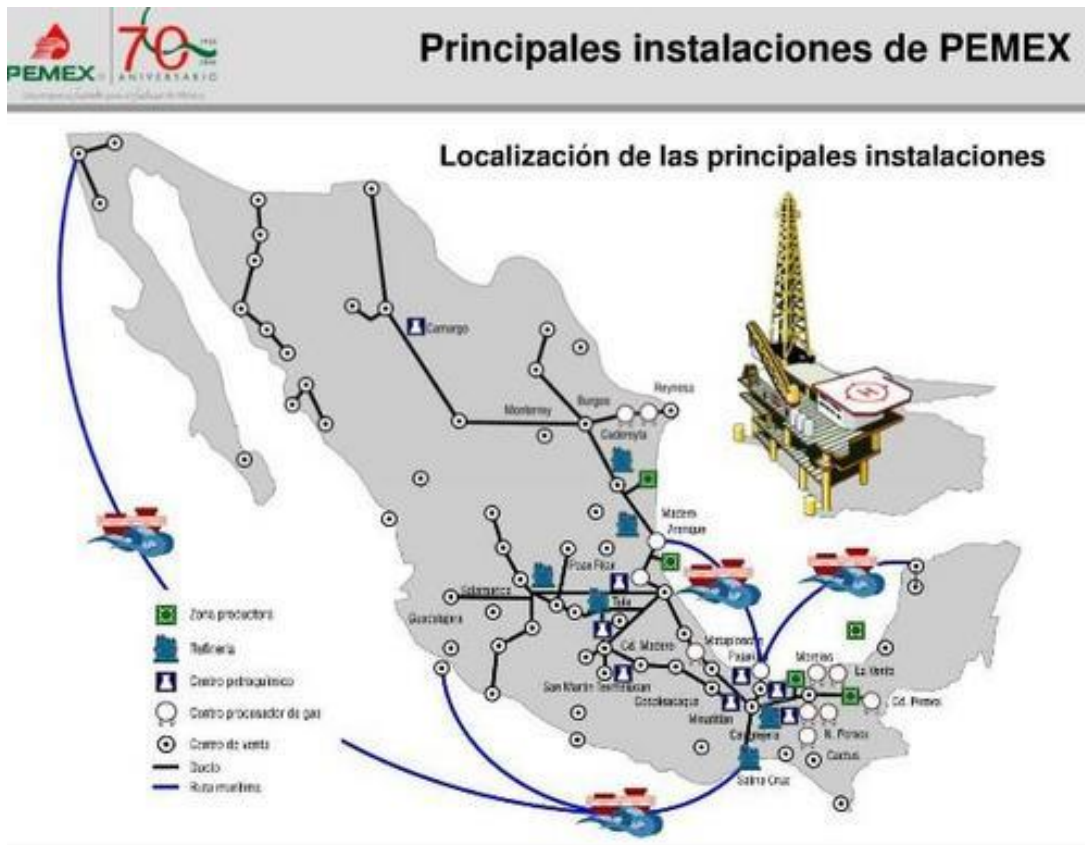 PEMEX
70
ANIVERSARIO
Principales instalaciones de PEMEX
Localización de las principales instalaciones
Camargo
Reynosa
Burgos
Monterrey
Cadereyta
Madero
Arenque
Poza Rica
Salamanca
Tula
Guadalajara
Cd. Madero
Matapionche
Pajaritos
Morelos
La Venta
San Martín Texmelucan
Cosoleacaque
Cd. Pemex
Minatitlán
Cangrejera
N. Pemex
Cactus
Salina Cruz
Zona productora
Refinería
Centro petroquímico
Centro procesador de gas
Centro de venta
Ducto
Ruta marítima